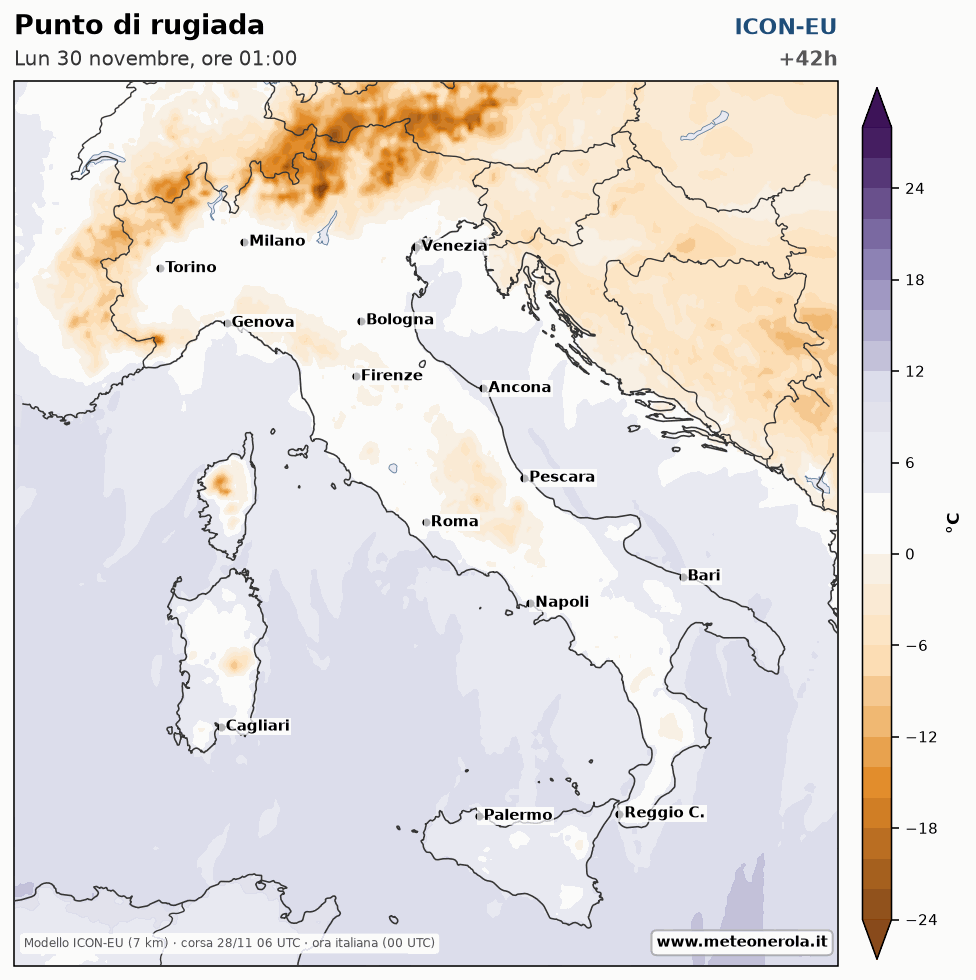 Punto di rugiada
ICON-EU
Lun 30 novembre, ore 01:00
+42h
Milano
Venezia
Torino
Genova
Bologna
Firenze
Ancona
Pescara
Roma
Bari
Napoli
Cagliari
Palermo
Reggio C.
24
18
12
6
0
−6
−12
−18
−24
°C
Modello ICON-EU (7 km) · corsa 28/11 06 UTC · ora italiana (00 UTC)
www.meteonerola.it